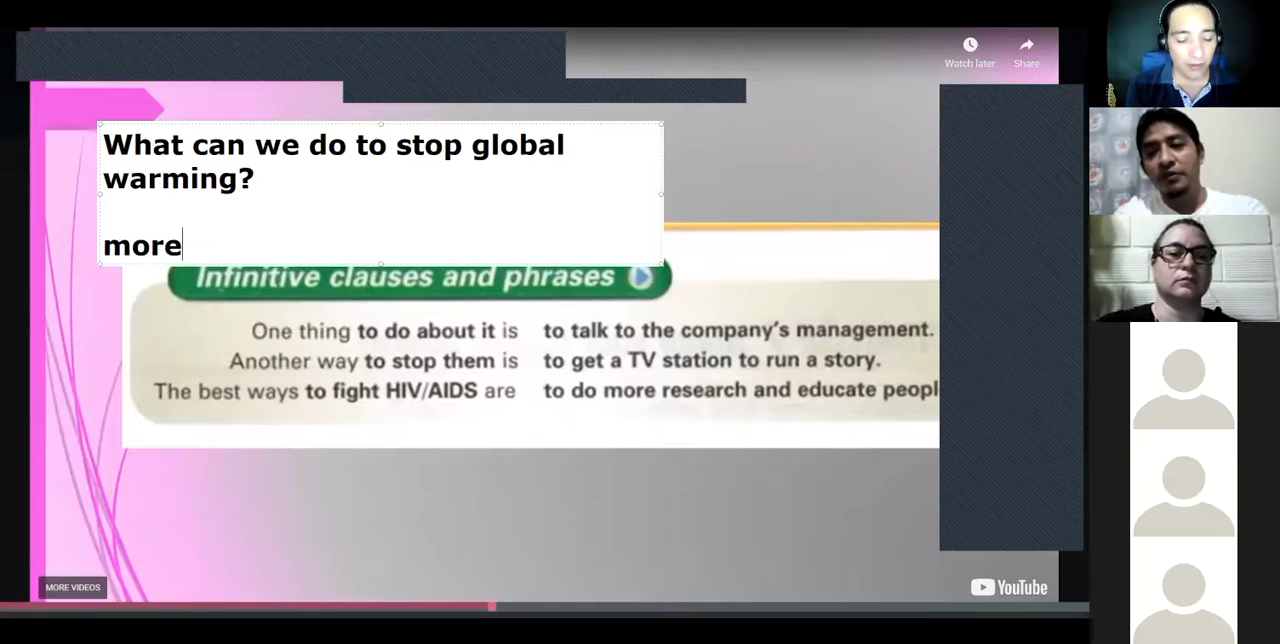 Watch later
Share
What can we do to stop global
warming?
more
Infinitive clauses and phrases
One thing to do about it is to talk to the company's management.
Another way to stop them is to get a TV station to run a story.
The best ways to fight HIV/AIDS are to do more research and educate peopl
MORE VIDEOS
YouTube